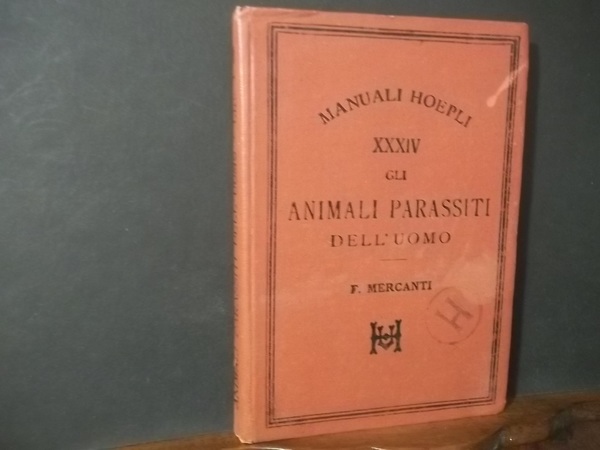 MANUALI HOEPLI
XXXIV
GLI
ANIMALI PARASSITI
DELL'UOMO
F. MERCANTI
H